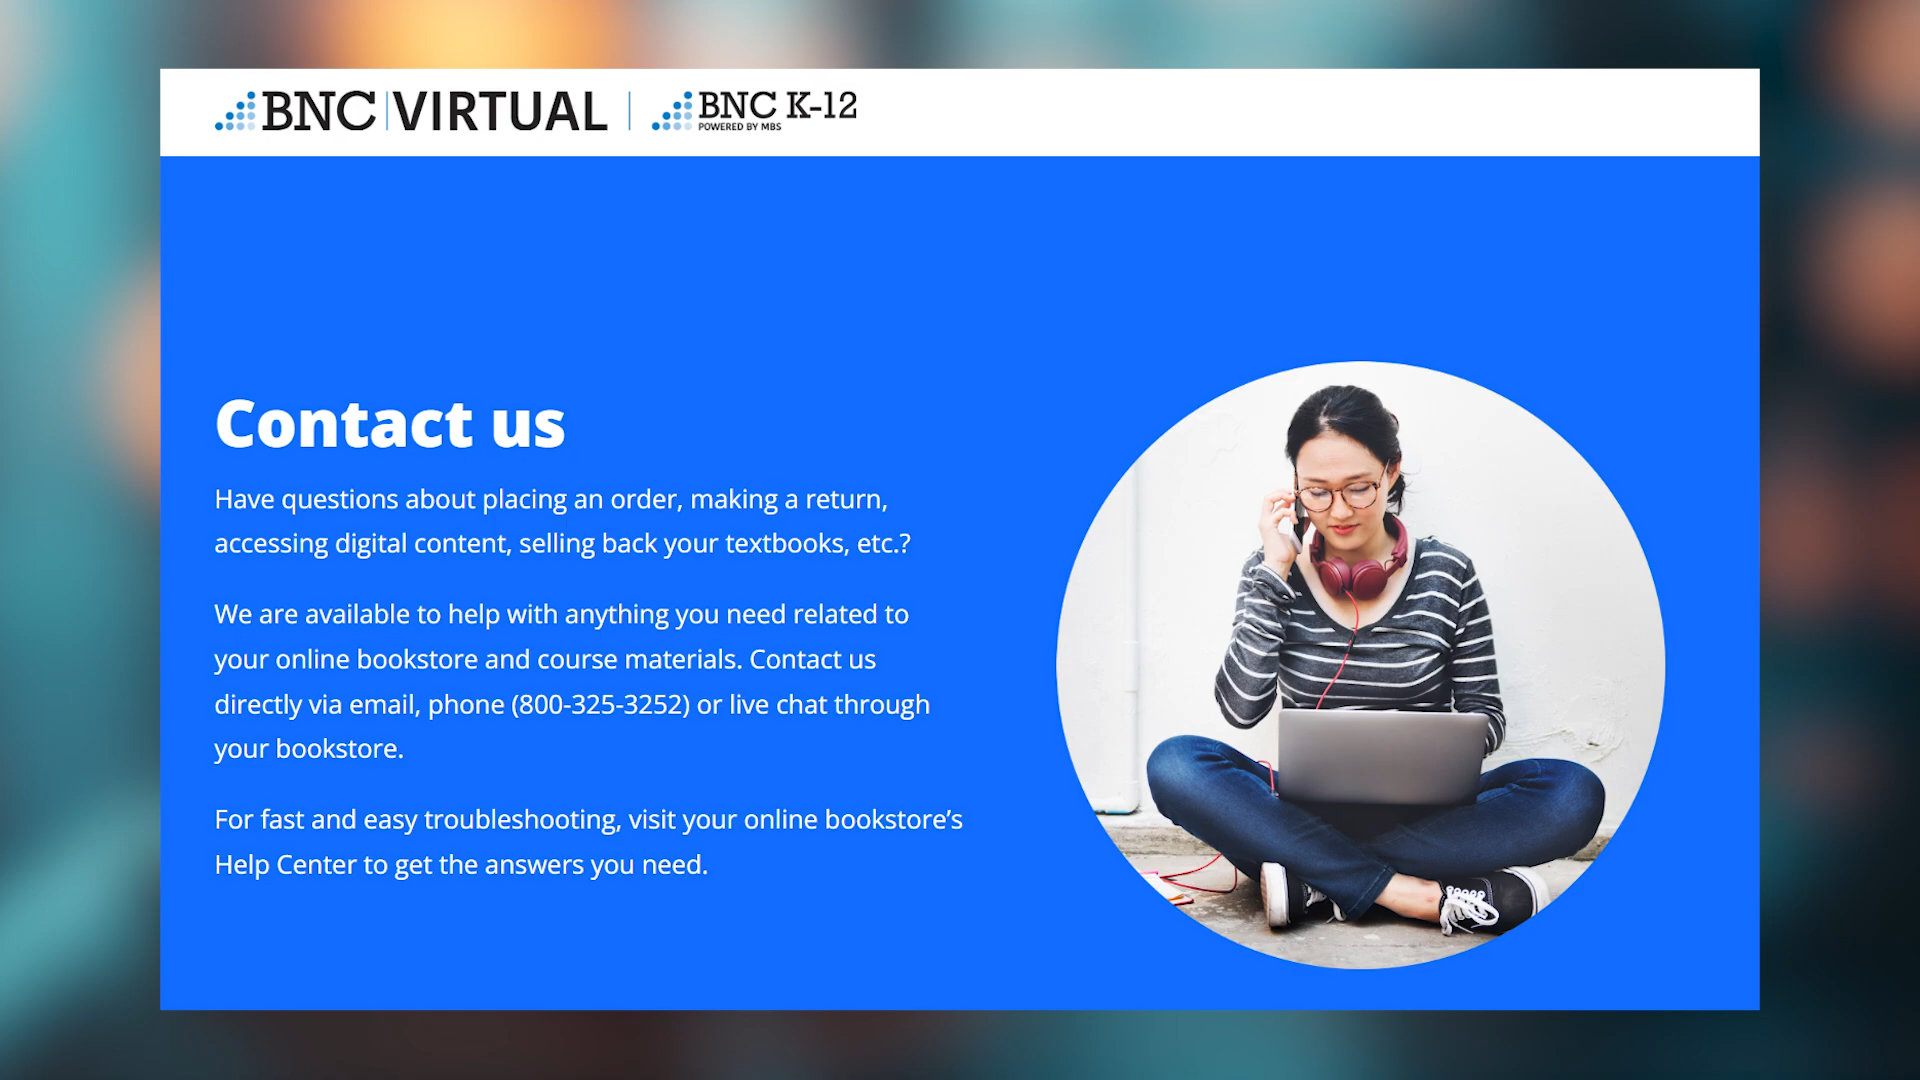 BNC|VIRTUAL | BNC K-12
POWERED BY MBS
Contact us
Have questions about placing an order, making a return,
accessing digital content, selling back your textbooks, etc.?
We are available to help with anything you need related to
your online bookstore and course materials. Contact us
directly via email, phone (800-325-3252) or live chat through
your bookstore.
For fast and easy troubleshooting, visit your online bookstore’s
Help Center to get the answers you need.